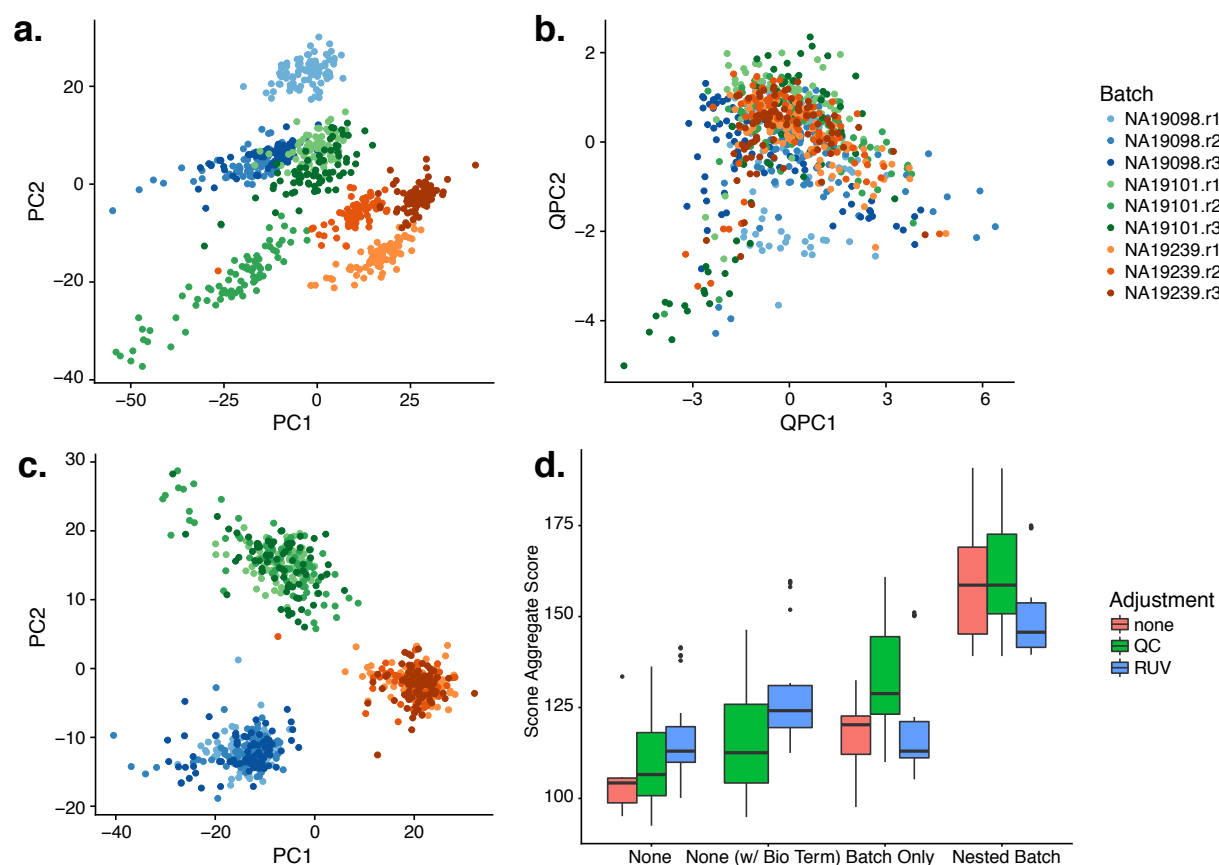 a.
20
0
−20
−40
PC2
−50
−25
0
25
PC1
b.
2
0
−2
−4
QPC2
−3
0
3
6
QPC1
Batch
NA19098.r1
NA19098.r2
NA19098.r3
NA19101.r1
NA19101.r2
NA19101.r3
NA19239.r1
NA19239.r2
NA19239.r3
c.
30
20
10
0
−10
−20
PC2
−40
−20
0
20
PC1
d.
175
150
125
100
Scone Aggregate Score
None
None (w/ Bio Term)
Batch Only
Nested Batch
Adjustment
none
QC
RUV